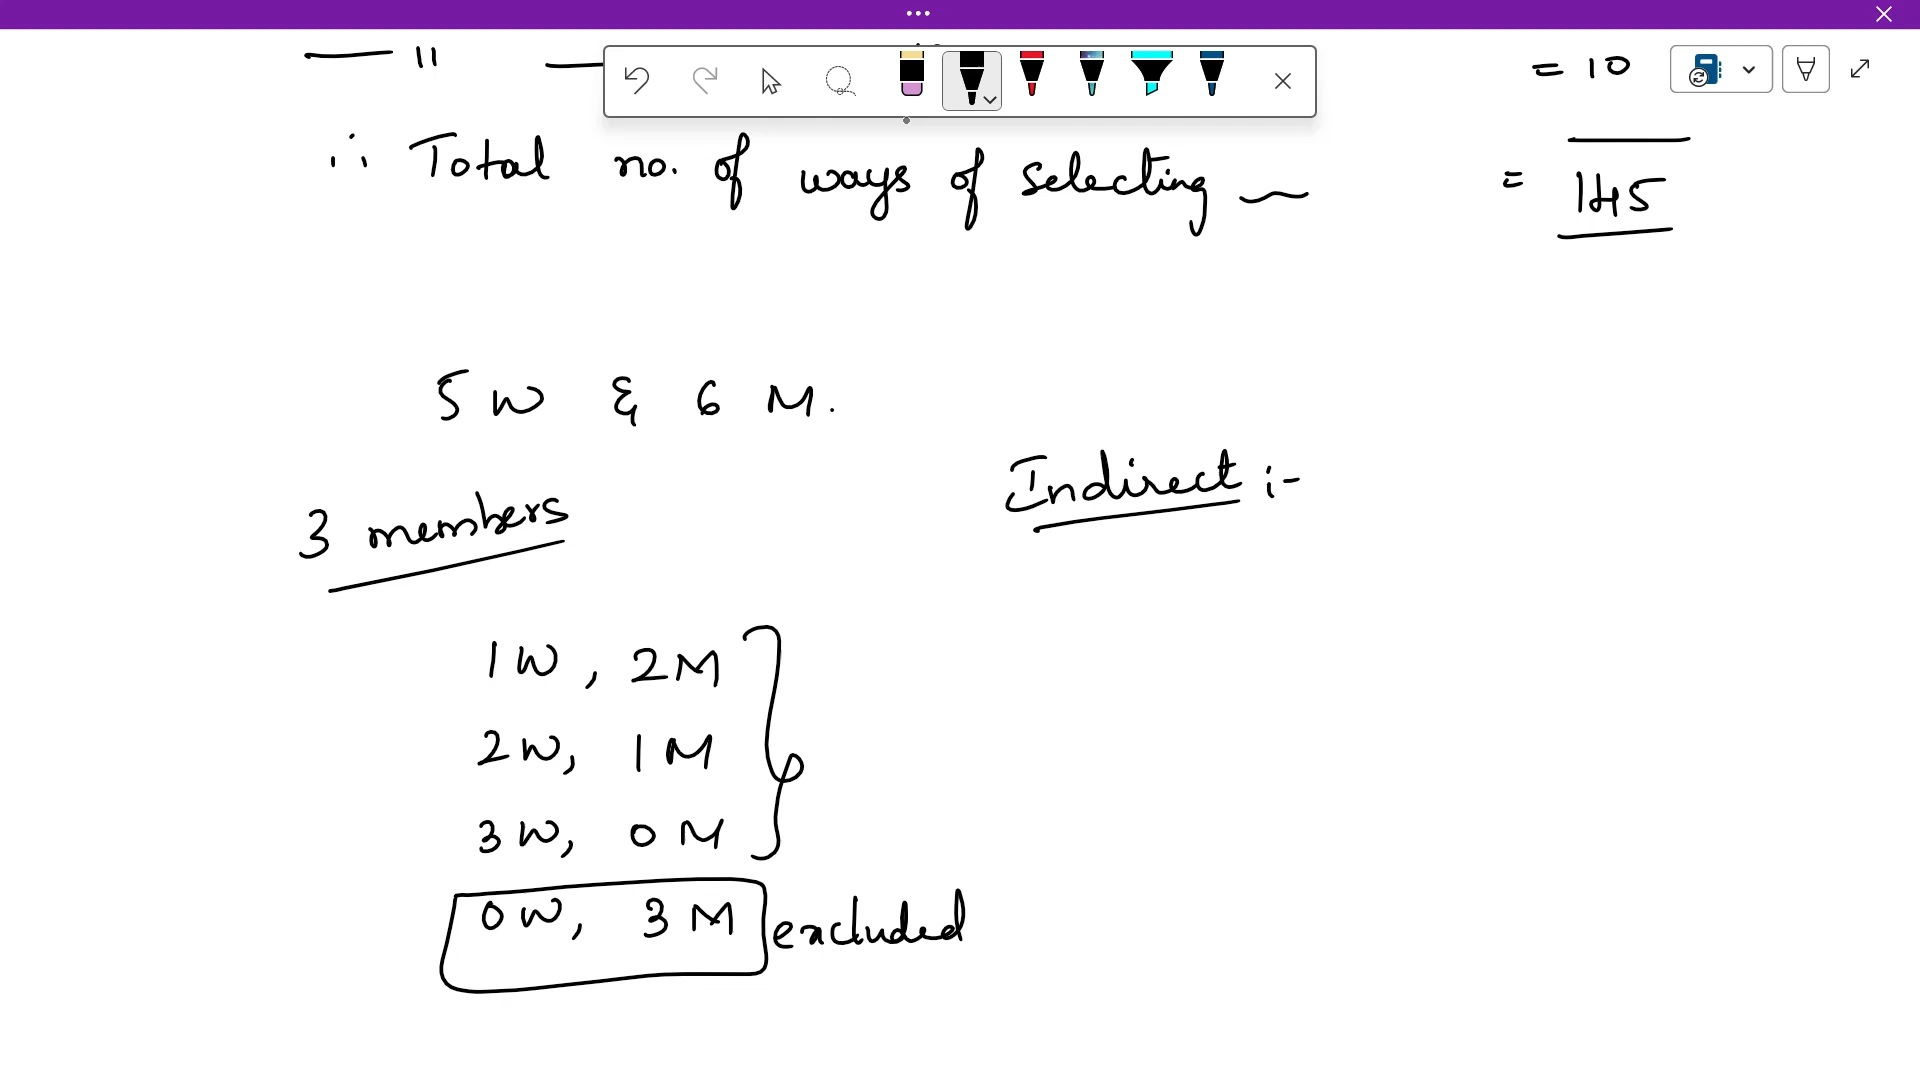 — 11 — = 10
∴ Total no. of ways of selecting ~ = 145
5 W & 6 M.
Indirect :-
3 members
1 W, 2 M
2 W, 1 M
3 W, 0 M
0 W, 3 M excluded